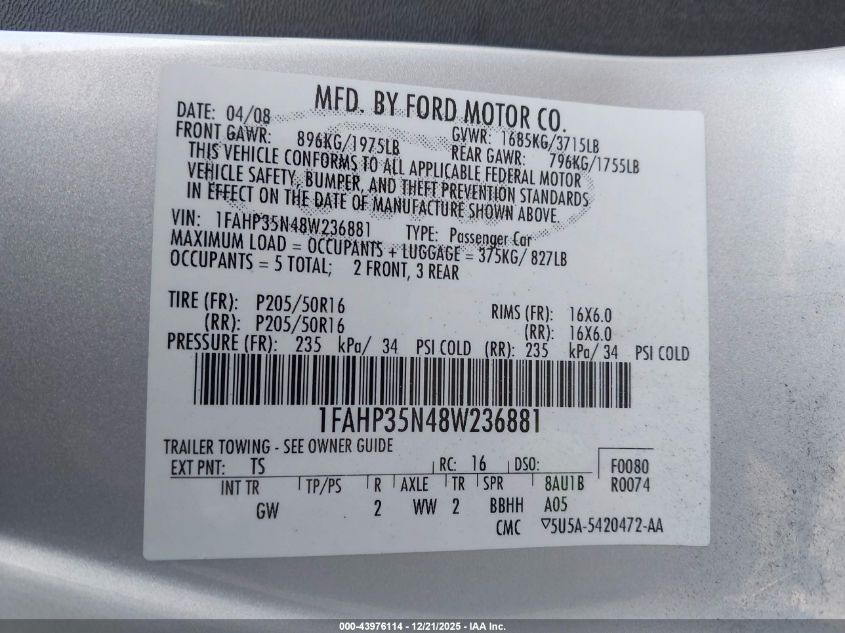 MFD. BY FORD MOTOR CO.
DATE: 04/08 GVWR: 1685KG/3715LB
FRONT GAWR: 896KG/1975LB REAR GAWR: 796KG/1755LB
THIS VEHICLE CONFORMS TO ALL APPLICABLE FEDERAL MOTOR
VEHICLE SAFETY, BUMPER, AND THEFT PREVENTION STANDARDS
IN EFFECT ON THE DATE OF MANUFACTURE SHOWN ABOVE.
VIN: 1FAHP35N48W236881 TYPE: Passenger Car
MAXIMUM LOAD = OCCUPANTS + LUGGAGE = 375KG/ 827LB
OCCUPANTS = 5 TOTAL; 2 FRONT, 3 REAR
TIRE (FR): P205/50R16 RIMS (FR): 16X6.0
(RR): P205/50R16 (RR): 16X6.0
PRESSURE (FR): 235 kPa/ 34 PSI COLD (RR): 235 kPa/ 34 PSI COLD
1FAHP35N48W236881
TRAILER TOWING - SEE OWNER GUIDE
EXT PNT: TS RC: 16 DSO: F0080
INT TR TP/PS R AXLE TR SPR 8AU1B R0074
GW 2 WW 2 BBHH A05
CMC ▽5U5A-5420472-AA
000-43976114 - 12/21/2025 - IAA Inc.